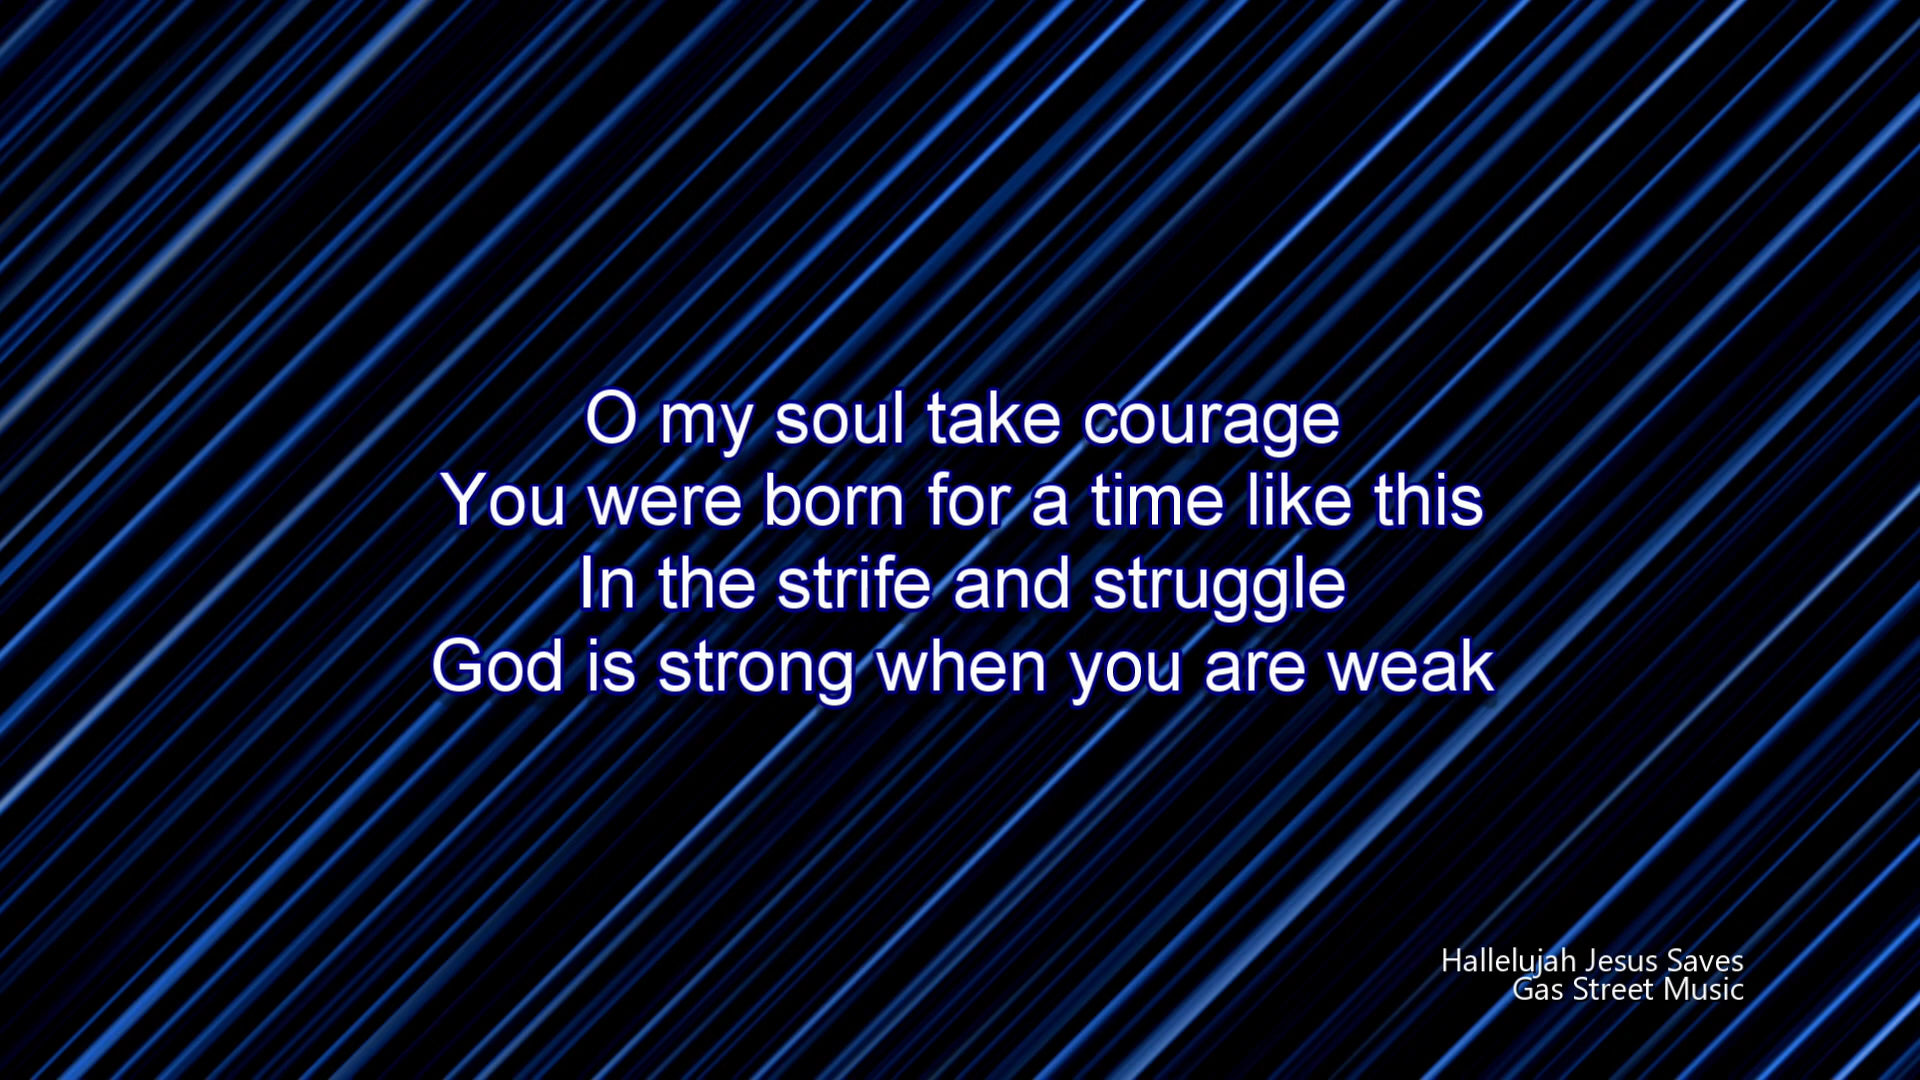 O my soul take courage
You were born for a time like this
In the strife and struggle
God is strong when you are weak
Hallelujah Jesus Saves
Gas Street Music